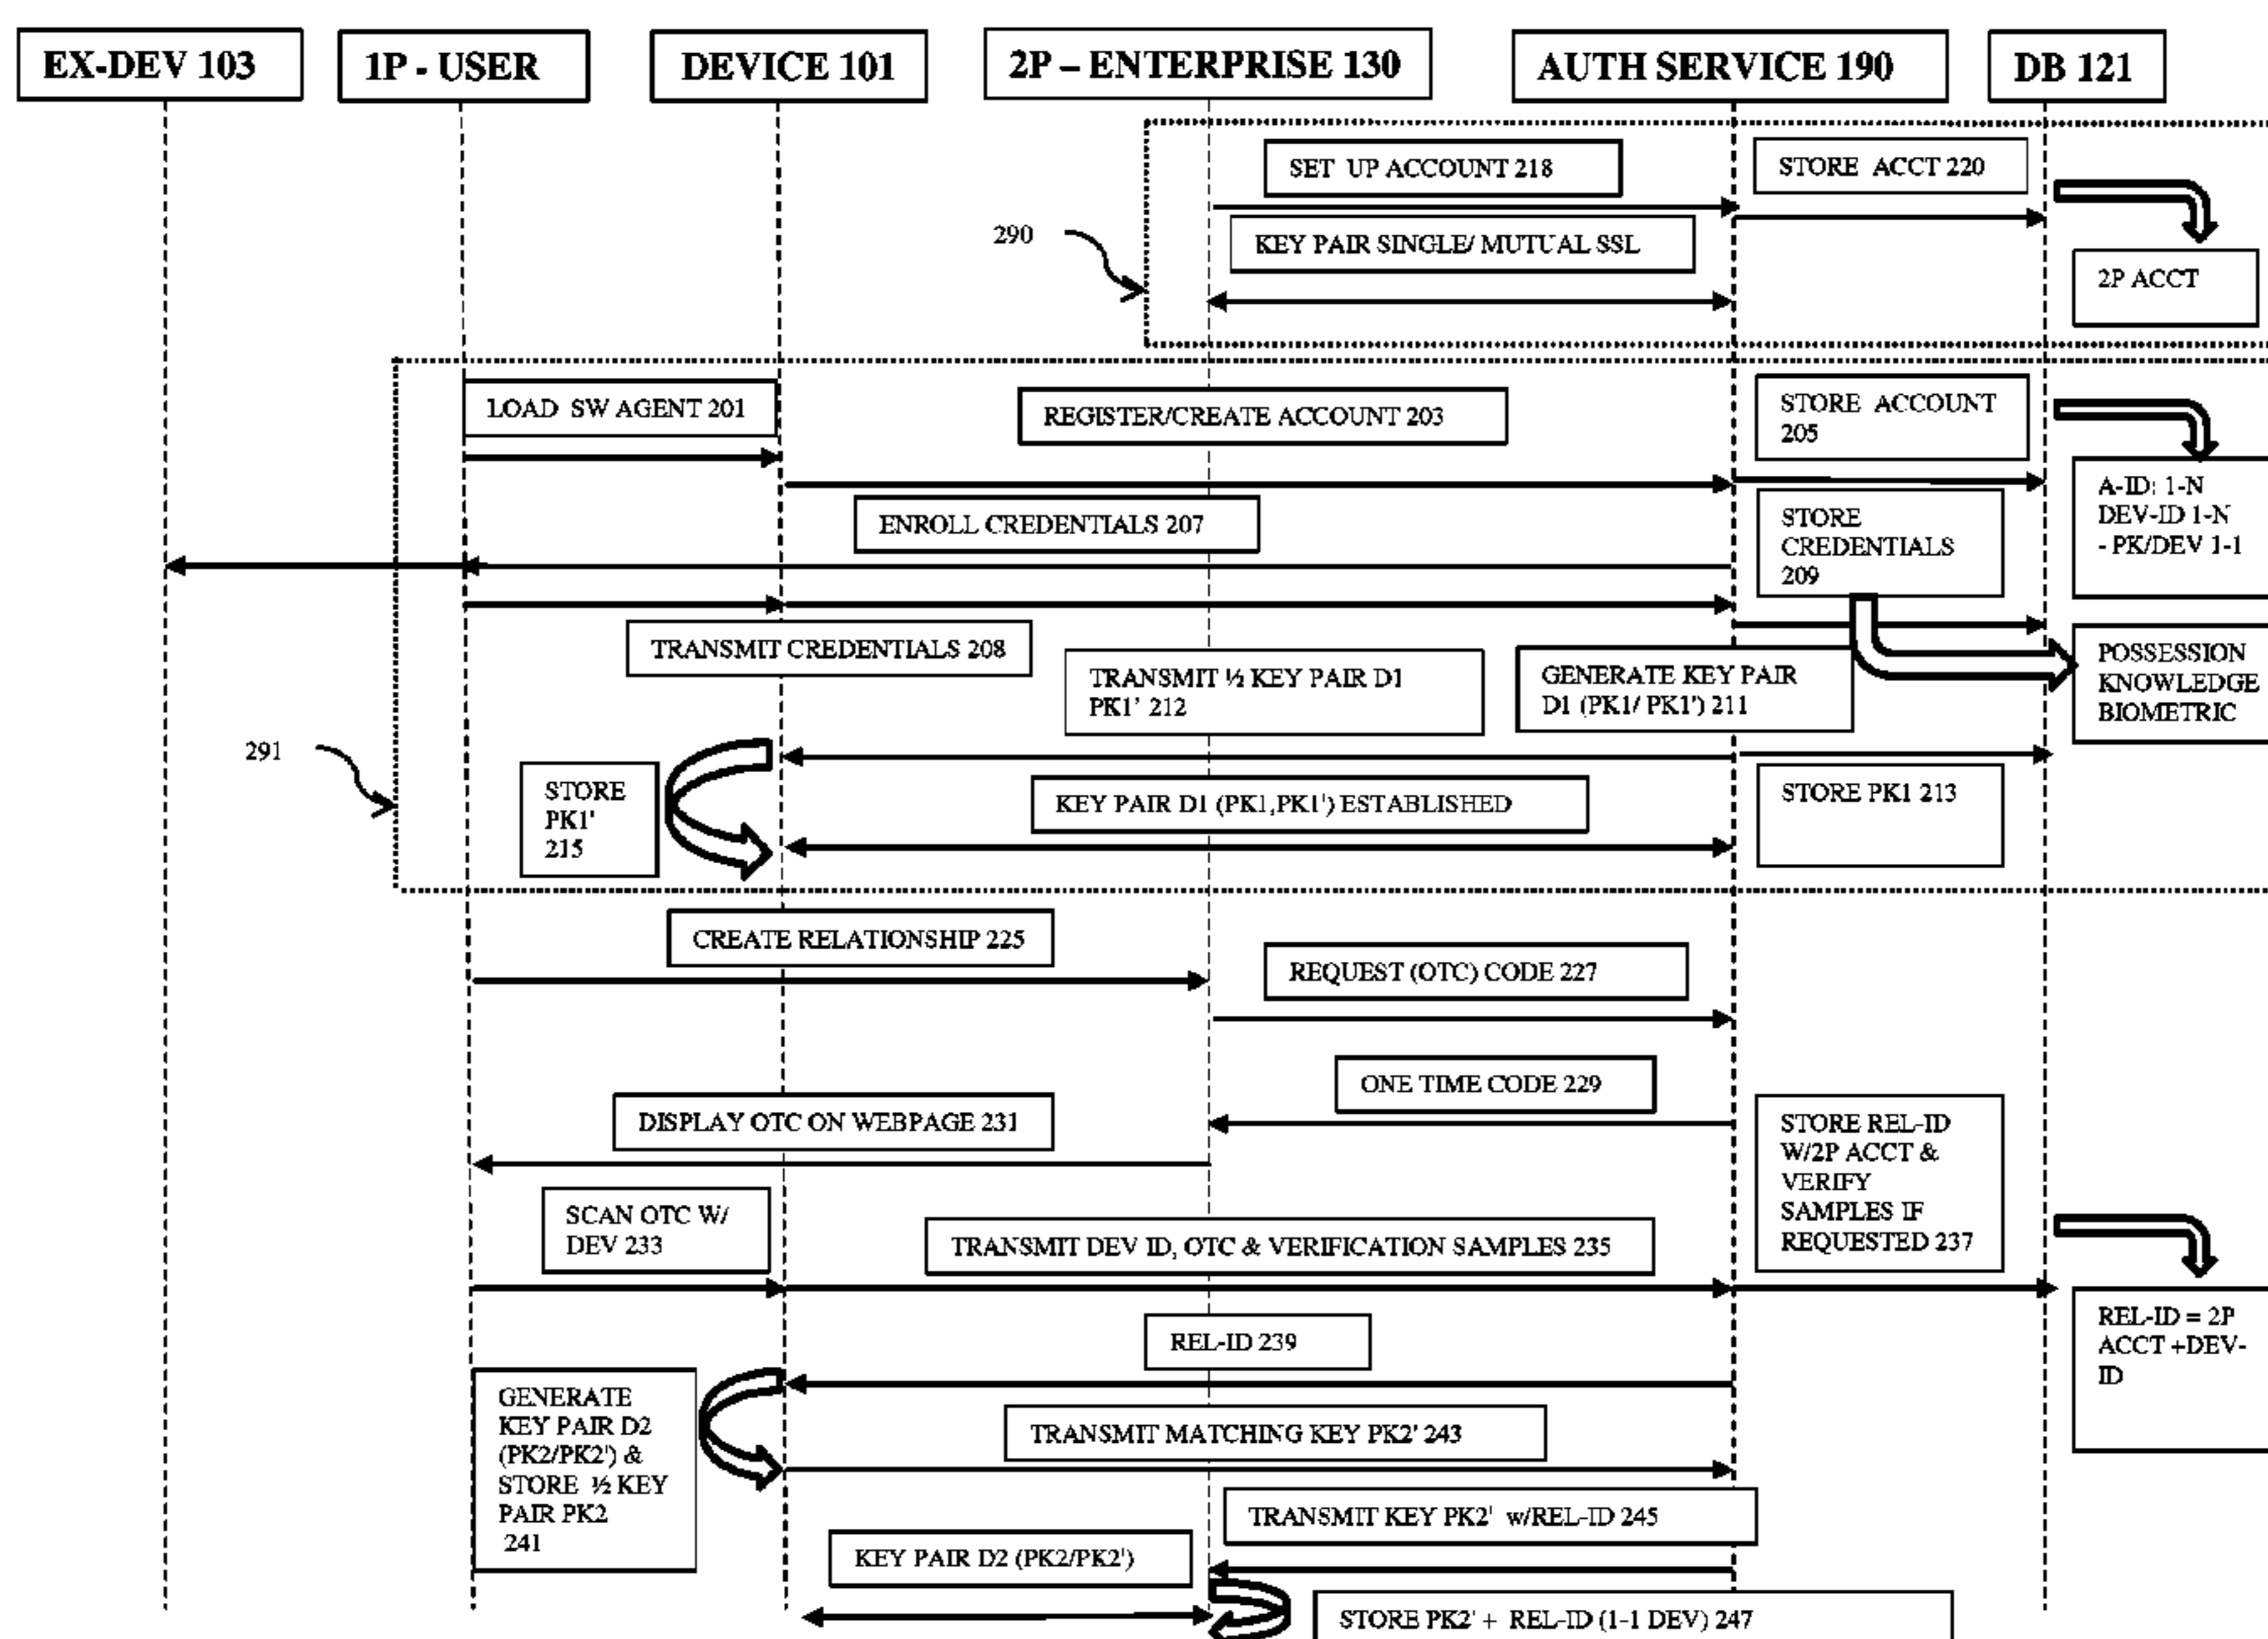 EX-DEV 103
1P - USER
DEVICE 101
2P – ENTERPRISE 130
AUTH SERVICE 190
DB 121
SET UP ACCOUNT 218
STORE ACCT 220
290
KEY PAIR SINGLE/ MUTUAL SSL
2P ACCT
LOAD SW AGENT 201
REGISTER/CREATE ACCOUNT 203
STORE ACCOUNT
205
A-ID: 1-N
DEV-ID 1-N
- PK/DEV 1-1
ENROLL CREDENTIALS 207
STORE
CREDENTIALS
209
TRANSMIT CREDENTIALS 208
TRANSMIT ½ KEY PAIR D1
PK1’ 212
GENERATE KEY PAIR
D1 (PK1/ PK1') 211
POSSESSION
KNOWLEDGE
BIOMETRIC
291
STORE
PK1'
215
KEY PAIR D1 (PK1,PK1') ESTABLISHED
STORE PK1 213
CREATE RELATIONSHIP 225
REQUEST (OTC) CODE 227
ONE TIME CODE 229
DISPLAY OTC ON WEBPAGE 231
STORE REL-ID
W/2P ACCT &
VERIFY
SAMPLES IF
REQUESTED 237
SCAN OTC W/
DEV 233
TRANSMIT DEV ID, OTC & VERIFICATION SAMPLES 235
REL-ID = 2P
ACCT +DEV-
ID
REL-ID 239
GENERATE
KEY PAIR D2
(PK2/PK2') &
STORE ½ KEY
PAIR PK2
241
TRANSMIT MATCHING KEY PK2' 243
TRANSMIT KEY PK2' w/REL-ID 245
KEY PAIR D2 (PK2/PK2')
STORE PK2' + REL-ID (1-1 DEV) 247